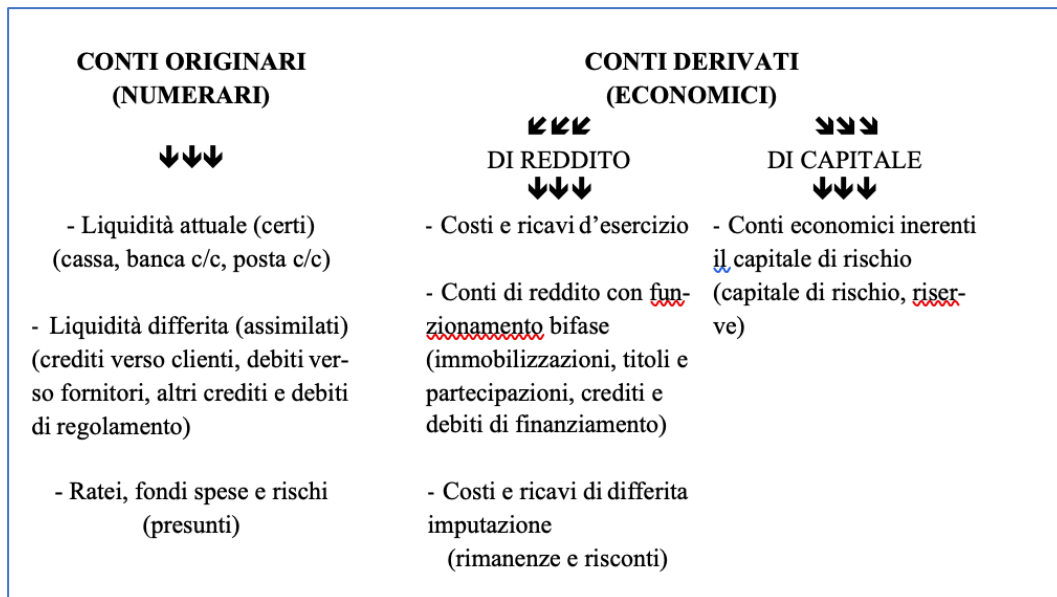 CONTI ORIGINARI
(NUMERARI)
- Liquidità attuale (certi)
(cassa, banca c/c, posta c/c)
- Liquidità differita (assimilati)
(crediti verso clienti, debiti ver-
so fornitori, altri crediti e debiti
di regolamento)
- Ratei, fondi spese e rischi
(presunti)
CONTI DERIVATI
(ECONOMICI)
DI REDDITO
- Costi e ricavi d’esercizio
- Conti di reddito con fun-
zionamento bifase
(immobilizzazioni, titoli e
partecipazioni, crediti e
debiti di finanziamento)
- Costi e ricavi di differita
imputazione
(rimanenze e risconti)
DI CAPITALE
- Conti economici inerenti
il capitale di rischio
(capitale di rischio, riser-
ve)